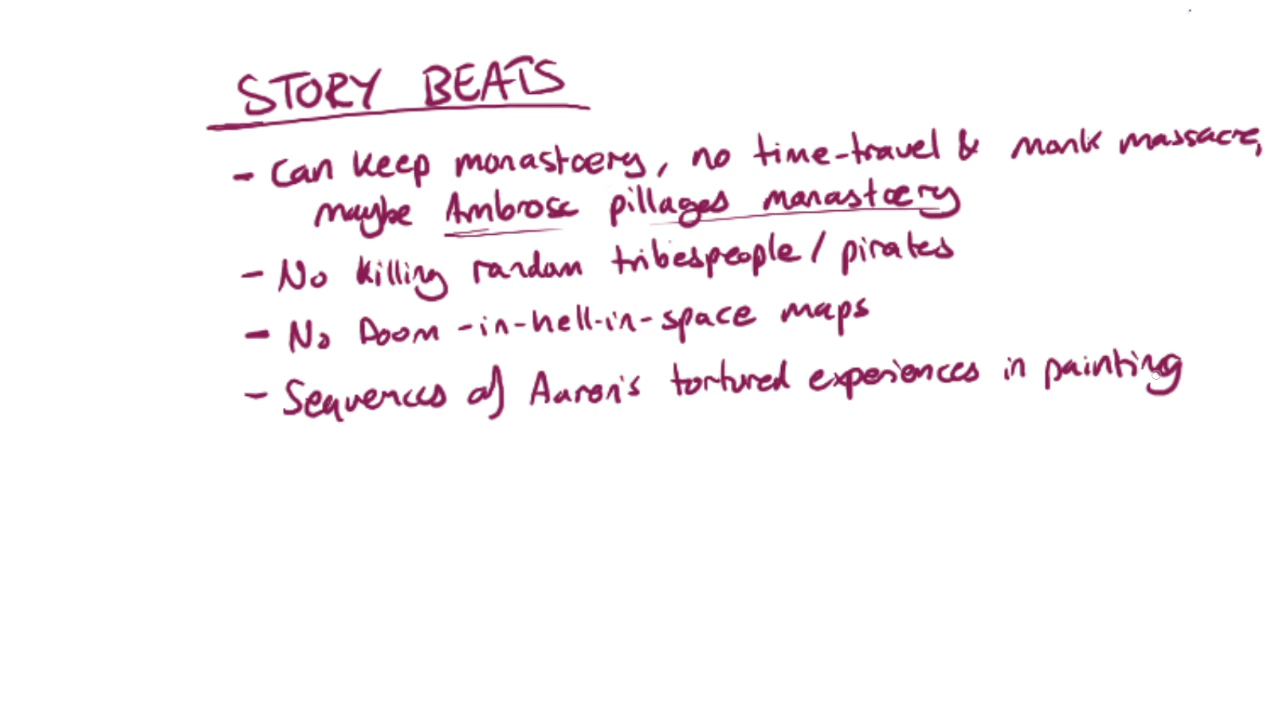 STORY BEATS
- Can keep monastoery, no time-travel & monk massacre,
maybe Ambrose pillages monastoery
- No killing random tribespeople/pirates
- No Doom-in-hell-in-space maps
- Sequences of Aaron's tortured experiences in painting